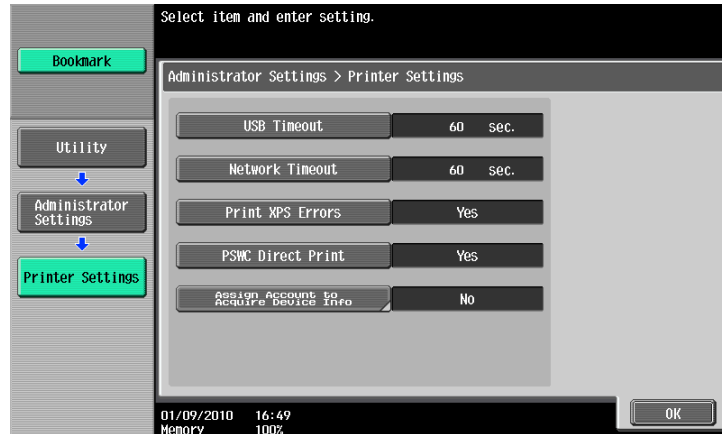 Select item and enter setting.
Bookmark
Administrator Settings > Printer Settings
USB Timeout 60 sec.
Utility
Network Timeout 60 sec.
Administrator
Settings
Print XPS Errors Yes
PSWC Direct Print Yes
Printer Settings
Assign Account to
Acquire Device Info No
01/09/2010 16:49
Memory 100%
OK